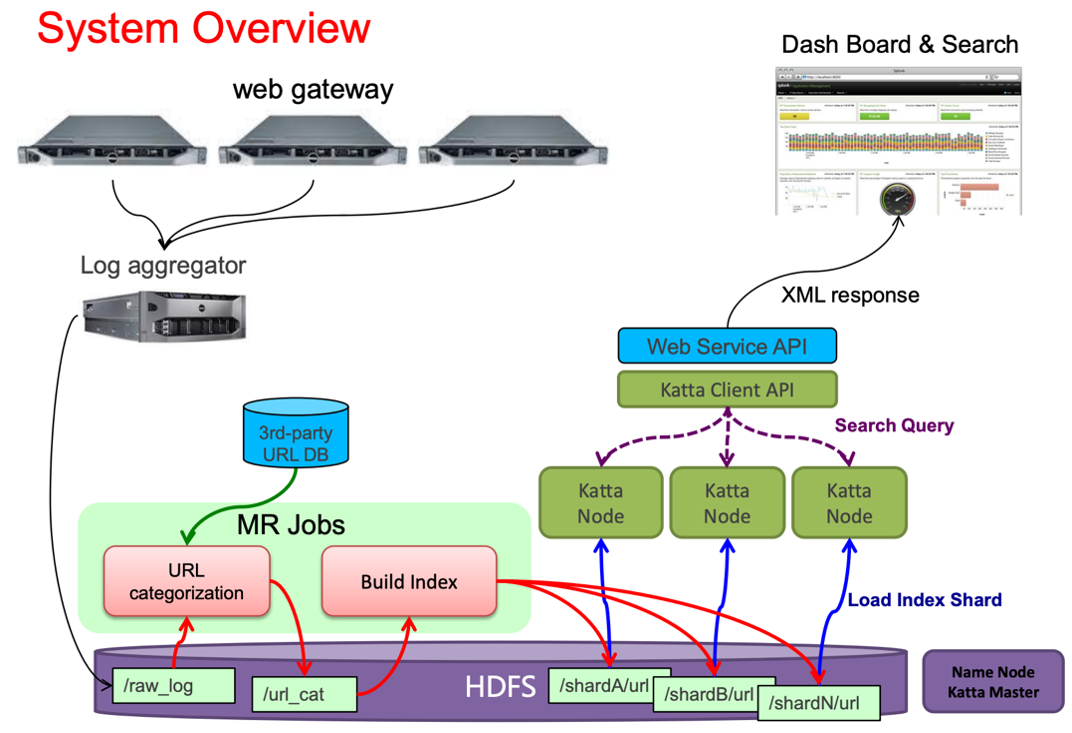 System Overview
Dash Board & Search
web gateway
Log aggregator
XML response
Web Service API
Katta Client API
Search Query
3rd-party
URL DB
Katta
Node
Katta
Node
Katta
Node
MR Jobs
URL
categorization
Build Index
Load Index Shard
HDFS
/raw_log
/url_cat
/shardA/url
/shardB/url
/shardN/url
Name Node
Katta Master